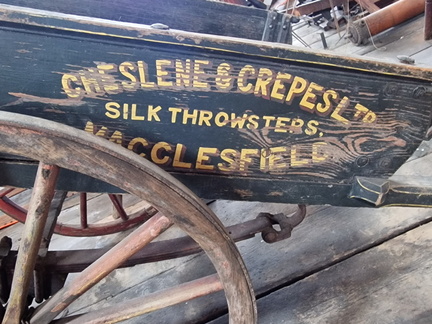 CHESLENE & CREPES LTD
SILK THROWSTERS,
MACCLESFIELD